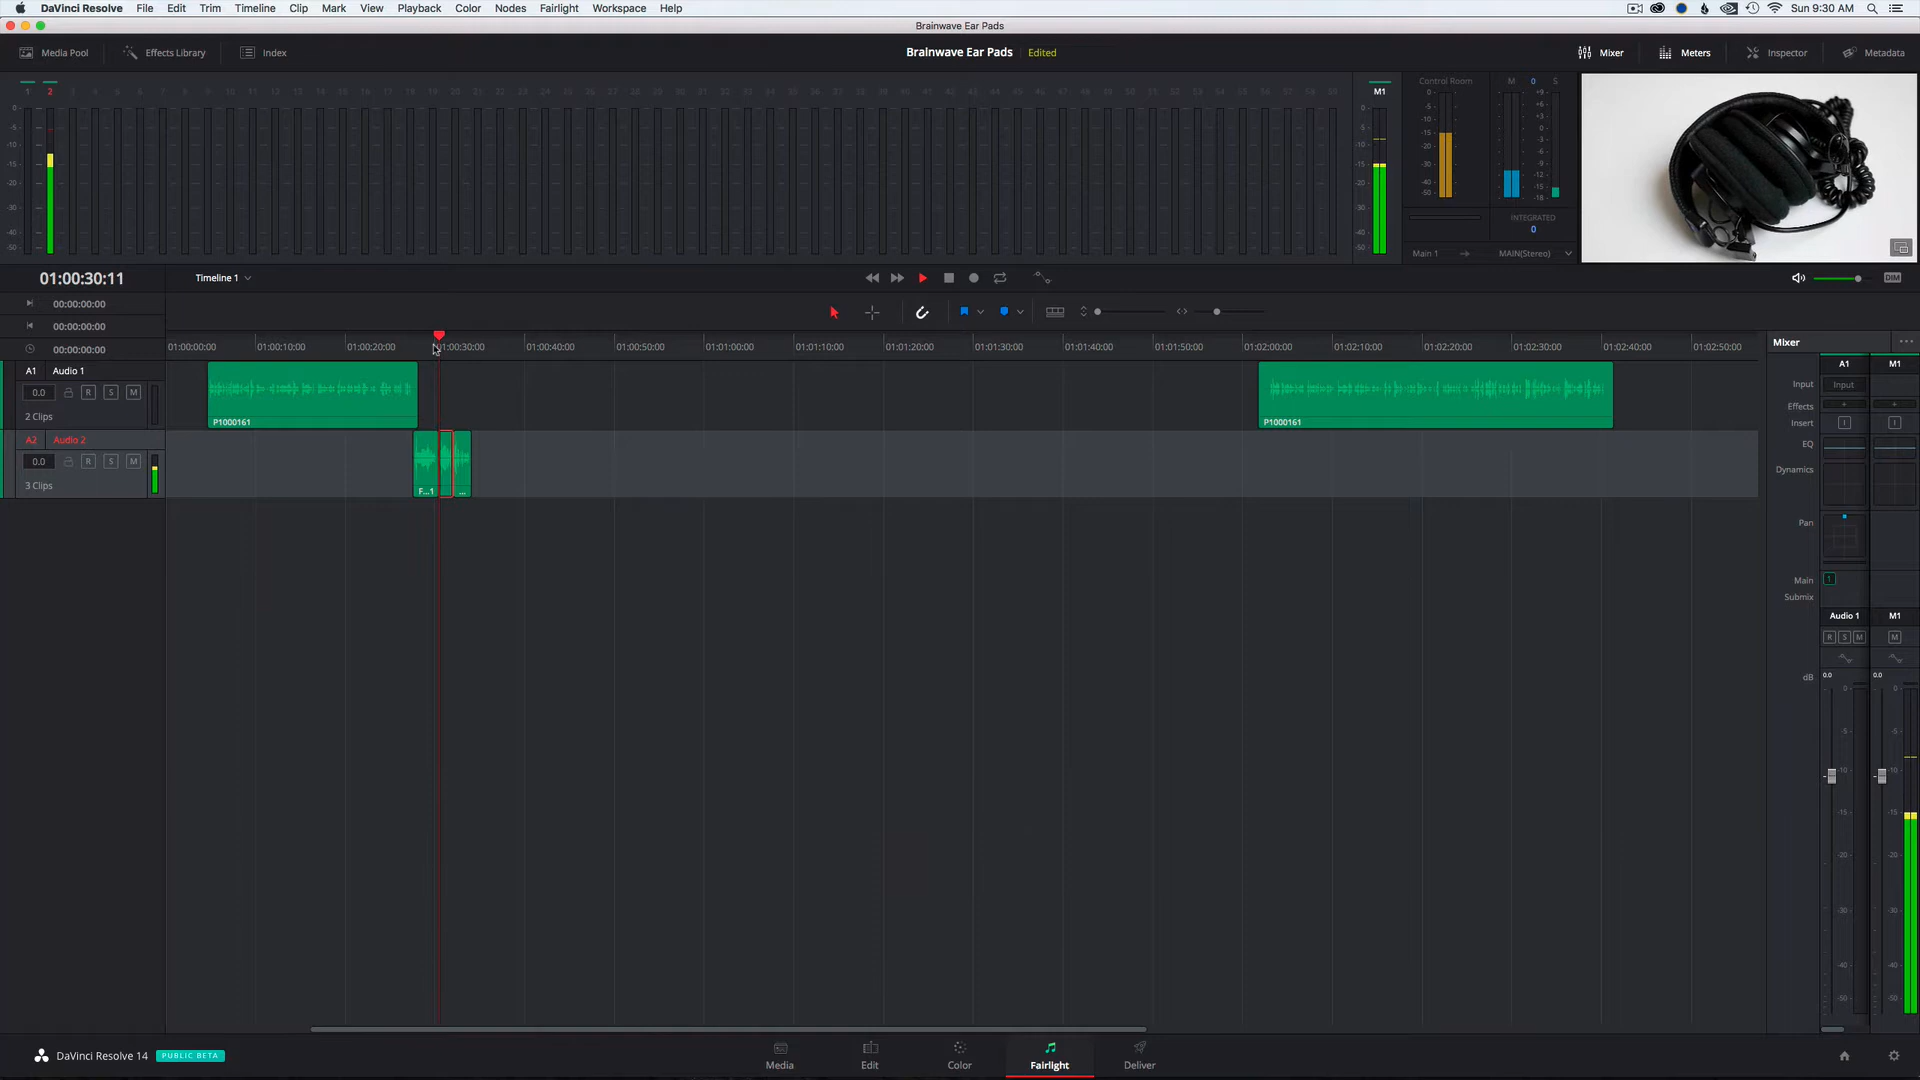 DaVinci Resolve File Edit Trim Timeline Clip Mark View Playback Color Nodes Fairlight Workspace Help Sun 9:30 AM
Brainwave Ear Pads
Media Pool Effects Library Index Brainwave Ear Pads Edited Mixer Meters Inspector Metadata
Control Room M 0 S
1 2 M1
Main 1 MAIN(Stereo)
INTEGRATED
0
01:00:30:11 Timeline 1 DIM
00:00:00:00
00:00:00:00
00:00:00:00
01:00:00:00 01:00:10:00 01:00:20:00 01:00:30:00 01:00:40:00 01:00:50:00 01:01:00:00 01:01:10:00 01:01:20:00 01:01:30:00 01:01:40:00 01:01:50:00 01:02:00:00 01:02:10:00 01:02:20:00 01:02:30:00 01:02:40:00 01:02:50:00
A1 Audio 1
0.0 R S M
2 Clips
P1000161 P1000161
A2 Audio 2
0.0 R S M
3 Clips
F...1 ...
Mixer
A1 M1
Input Input
Effects
Insert
EQ
Dynamics
Pan
Main 1
Submix
Audio 1 M1
R S M M
dB 0.0 0.0
DaVinci Resolve 14 PUBLIC BETA
Media Edit Color Fairlight Deliver